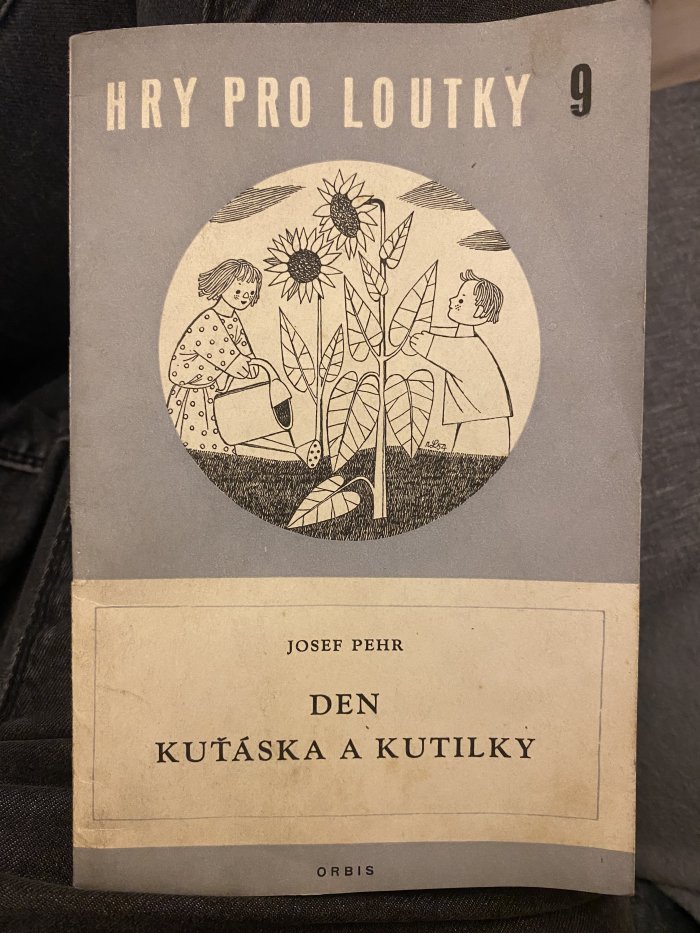 HRY PRO LOUTKY 9
JOSEF PEHR
DEN
KUŤÁSKA A KUTILKY
ORBIS